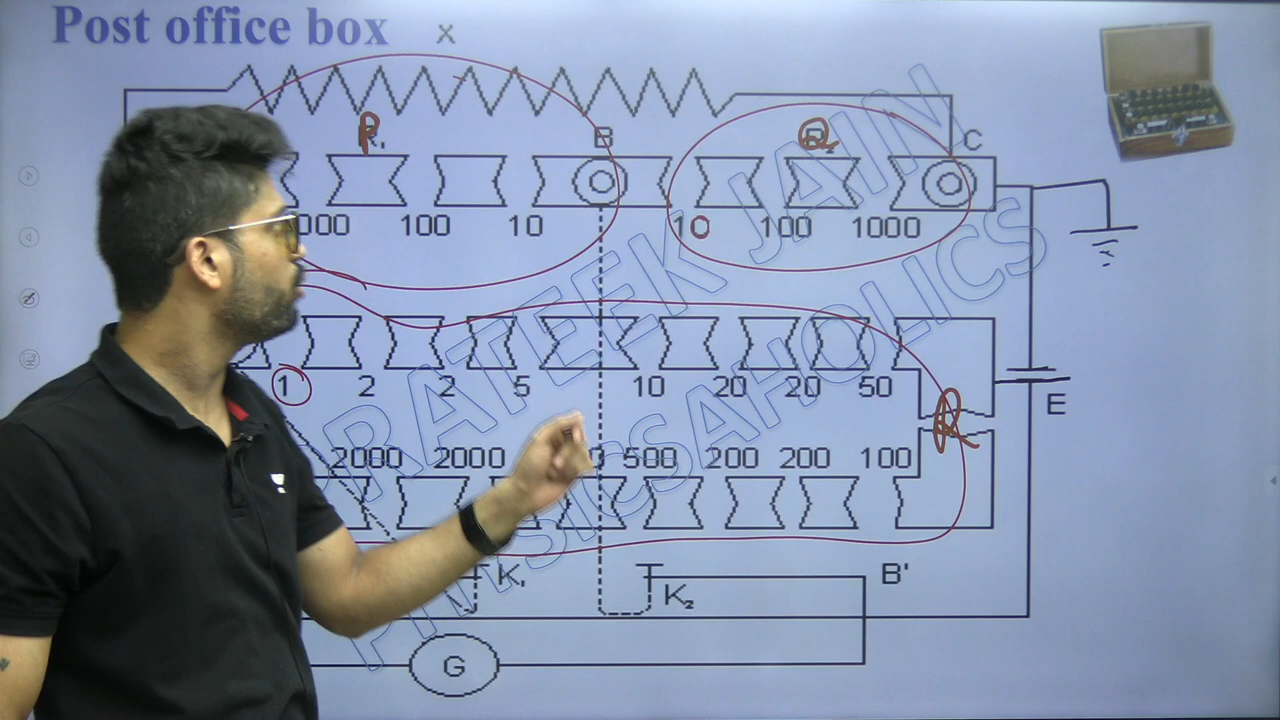 Post office box
X
P
Q
B
C
000 100 10
10 100 1000
1 2 2 5 10 20 20 50
R
E
2000 2000 0 500 200 200 100
K₁
K₂
B'
G
PRATEEK JAIN
PHYSICSAHOLICS